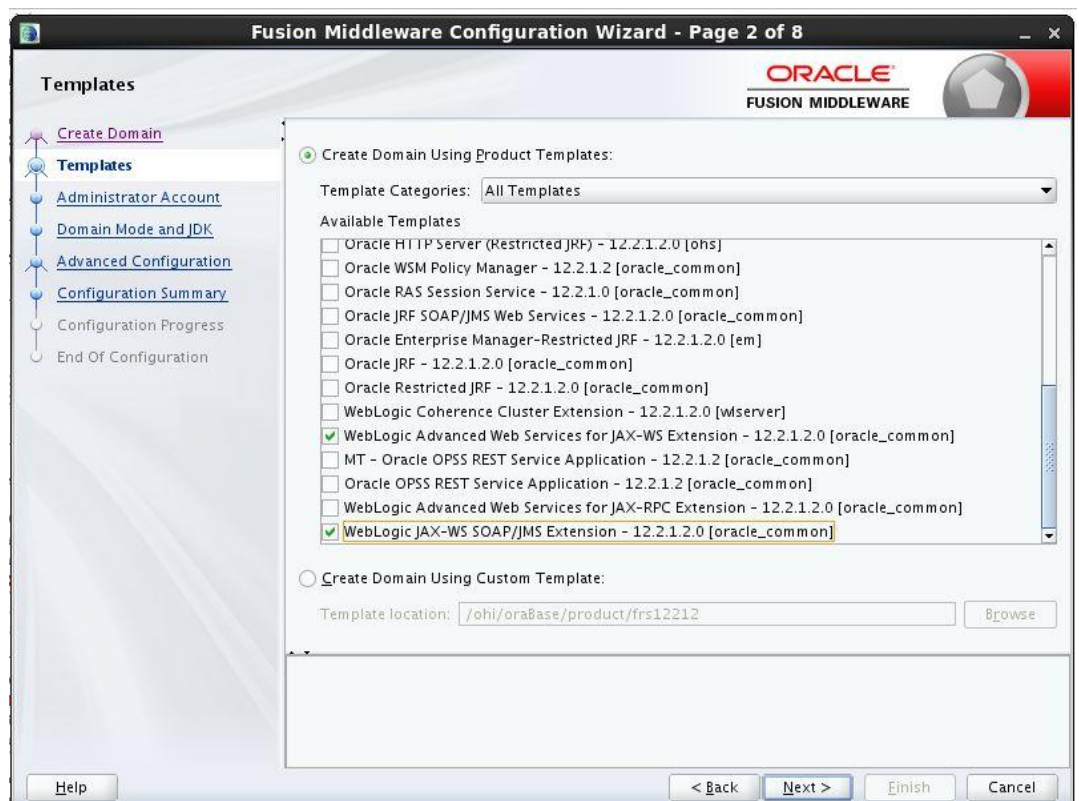 Fusion Middleware Configuration Wizard - Page 2 of 8
Templates
ORACLE
FUSION MIDDLEWARE
Create Domain
Templates
Administrator Account
Domain Mode and JDK
Advanced Configuration
Configuration Summary
Configuration Progress
End Of Configuration
Create Domain Using Product Templates:
Template Categories: All Templates
Available Templates
Oracle HTTP Server (Restricted JRF) - 12.2.1.2.0 [ohs]
Oracle WSM Policy Manager - 12.2.1.2 [oracle_common]
Oracle RAS Session Service - 12.2.1.0 [oracle_common]
Oracle JRF SOAP/JMS Web Services - 12.2.1.2.0 [oracle_common]
Oracle Enterprise Manager-Restricted JRF - 12.2.1.2.0 [em]
Oracle JRF - 12.2.1.2.0 [oracle_common]
Oracle Restricted JRF - 12.2.1.2.0 [oracle_common]
WebLogic Coherence Cluster Extension - 12.2.1.2.0 [wlserver]
WebLogic Advanced Web Services for JAX-WS Extension - 12.2.1.2.0 [oracle_common]
MT - Oracle OPSS REST Service Application - 12.2.1.2 [oracle_common]
Oracle OPSS REST Service Application - 12.2.1.2 [oracle_common]
WebLogic Advanced Web Services for JAX-RPC Extension - 12.2.1.2.0 [oracle_common]
WebLogic JAX-WS SOAP/JMS Extension - 12.2.1.2.0 [oracle_common]
Create Domain Using Custom Template:
Template location: /ohi/oraBase/product/frs12212 Browse
Help < Back Next > Finish Cancel